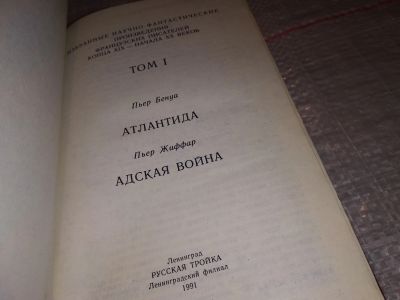 ИЗБРАННЫЕ НАУЧНО-ФАНТАСТИЧЕСКИЕ
ПРОИЗВЕДЕНИЯ
ФРАНЦУЗСКИХ ПИСАТЕЛЕЙ
КОНЦА XIX — НАЧАЛА XX ВЕКОВ
ТОМ I
Пьер Бенуа
АТЛАНТИДА
Пьер Жиффар
АДСКАЯ ВОЙНА
Ленинград
РУССКАЯ ТРОЙКА
Ленинградский филиал
1991